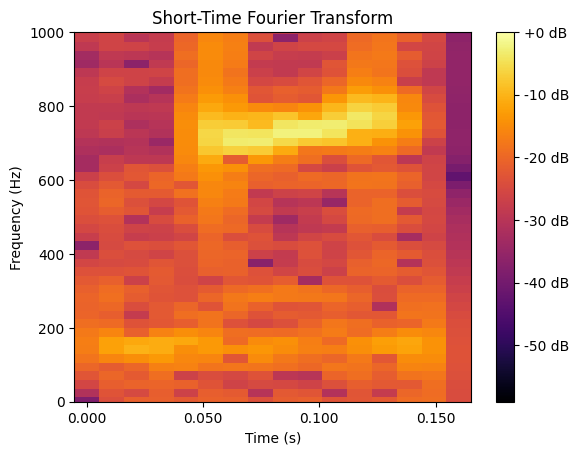 Short-Time Fourier Transform
1000
800
600
400
200
0
Frequency (Hz)
0.000
0.050
0.100
0.150
Time (s)
+0 dB
-10 dB
-20 dB
-30 dB
-40 dB
-50 dB